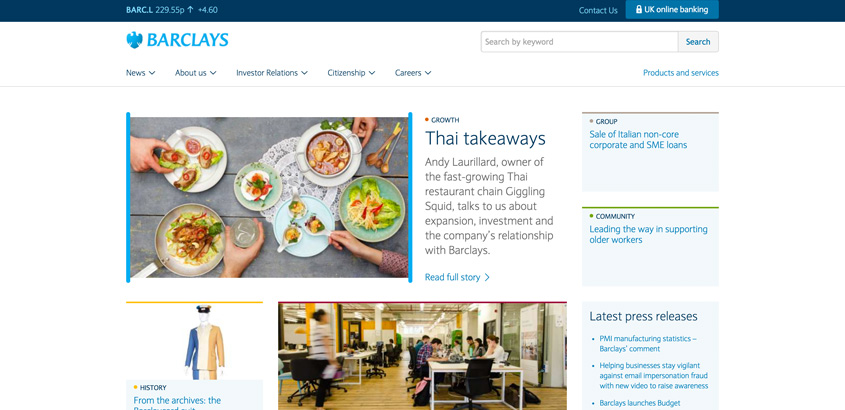 BARC.L 229.55p ↑ +4.60
Contact Us
UK online banking
BARCLAYS
Search by keyword
Search
News
About us
Investor Relations
Citizenship
Careers
Products and services
GROWTH
Thai takeaways
Andy Laurillard, owner of
the fast-growing Thai
restaurant chain Giggling
Squid, talks to us about
expansion, investment and
the company's relationship
with Barclays.
Read full story
GROUP
Sale of Italian non-core
corporate and SME loans
COMMUNITY
Leading the way in supporting
older workers
HISTORY
From the archives: the
Latest press releases
PMI manufacturing statistics –
Barclays' comment
Helping businesses stay vigilant
against email impersonation fraud
with new video to raise awareness
Barclays launches Budget